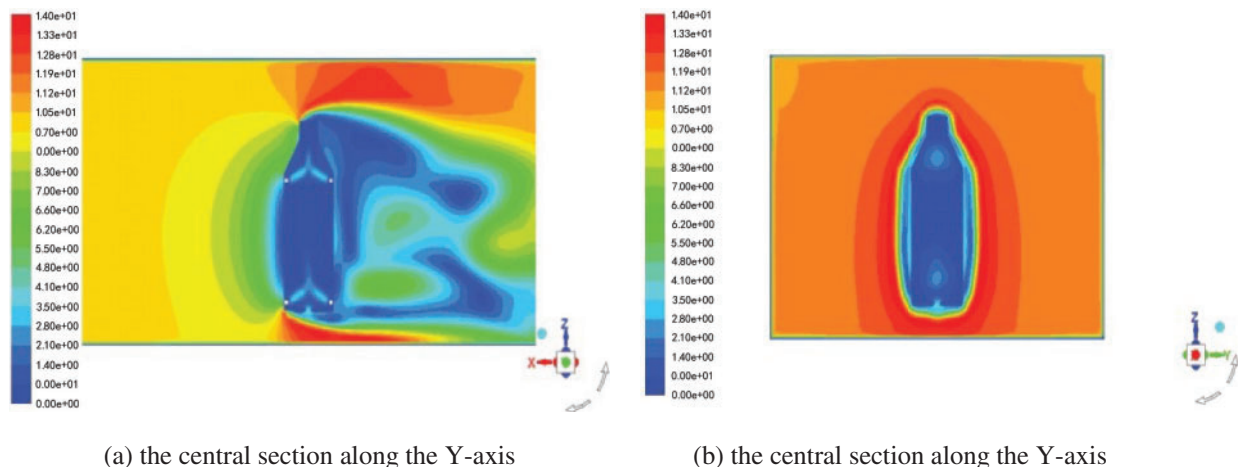 1.40e+01
1.33e+01
1.28e+01
1.19e+01
1.12e+01
1.05e+01
0.70e+00
0.00e+00
8.30e+00
7.00e+00
6.60e+00
6.20e+00
5.50e+00
4.80e+01
4.10e+01
3.50e+00
2.80e+00
2.10e+00
1.40e+00
0.00e+01
0.00e+00
Z
X
1.40e+01
1.33e+01
1.28e+01
1.19e+01
1.12e+01
1.05e+01
0.70e+00
0.00e+00
8.30e+00
7.00e+00
6.60e+00
6.20e+00
5.50e+00
4.80e+01
4.10e+01
3.50e+00
2.80e+00
2.10e+00
1.40e+00
0.00e+01
0.00e+00
Z
Y
(a) the central section along the Y-axis
(b) the central section along the Y-axis